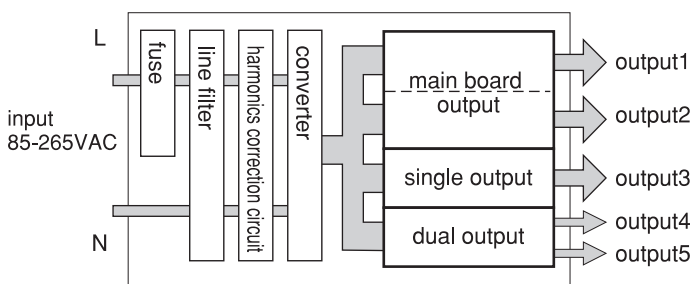 L
input
85-265VAC
N
fuse
line filter
harmonics correction circuit
converter
main board
output
single output
dual output
output1
output2
output3
output4
output5